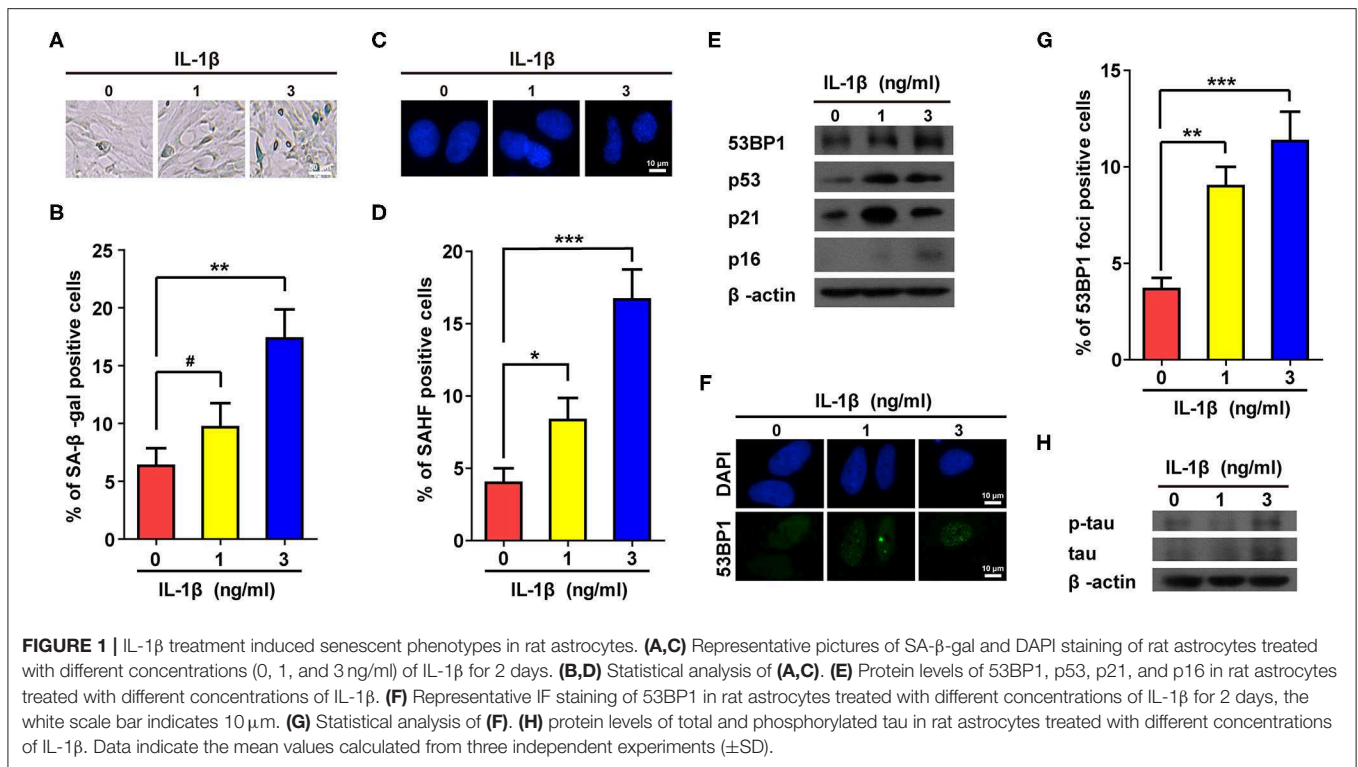 A
IL-1β
0 1 3
B
% of SA-β -gal positive cells
25
20
15
10
5
0
**
#
0 1 3
IL-1β (ng/ml)
C
IL-1β
0 1 3
10 µm
D
% of SAHF positive cells
20
15
10
5
0
***
*
0 1 3
IL-1β (ng/ml)
E
IL-1β (ng/ml)
0 1 3
53BP1
p53
p21
p16
β -actin
F
IL-1β (ng/ml)
0 1 3
DAPI
10 µm
53BP1
10 µm
G
% of 53BP1 foci positive cells
15
10
5
0
***
**
0 1 3
IL-1β (ng/ml)
H
IL-1β (ng/ml)
0 1 3
p-tau
tau
β -actin
FIGURE 1 | IL-1β treatment induced senescent phenotypes in rat astrocytes. (A,C) Representative pictures of SA-β-gal and DAPI staining of rat astrocytes treated
with different concentrations (0, 1, and 3 ng/ml) of IL-1β for 2 days. (B,D) Statistical analysis of (A,C). (E) Protein levels of 53BP1, p53, p21, and p16 in rat astrocytes
treated with different concentrations of IL-1β. (F) Representative IF staining of 53BP1 in rat astrocytes treated with different concentrations of IL-1β for 2 days, the
white scale bar indicates 10 µm. (G) Statistical analysis of (F). (H) protein levels of total and phosphorylated tau in rat astrocytes treated with different concentrations
of IL-1β. Data indicate the mean values calculated from three independent experiments (±SD).